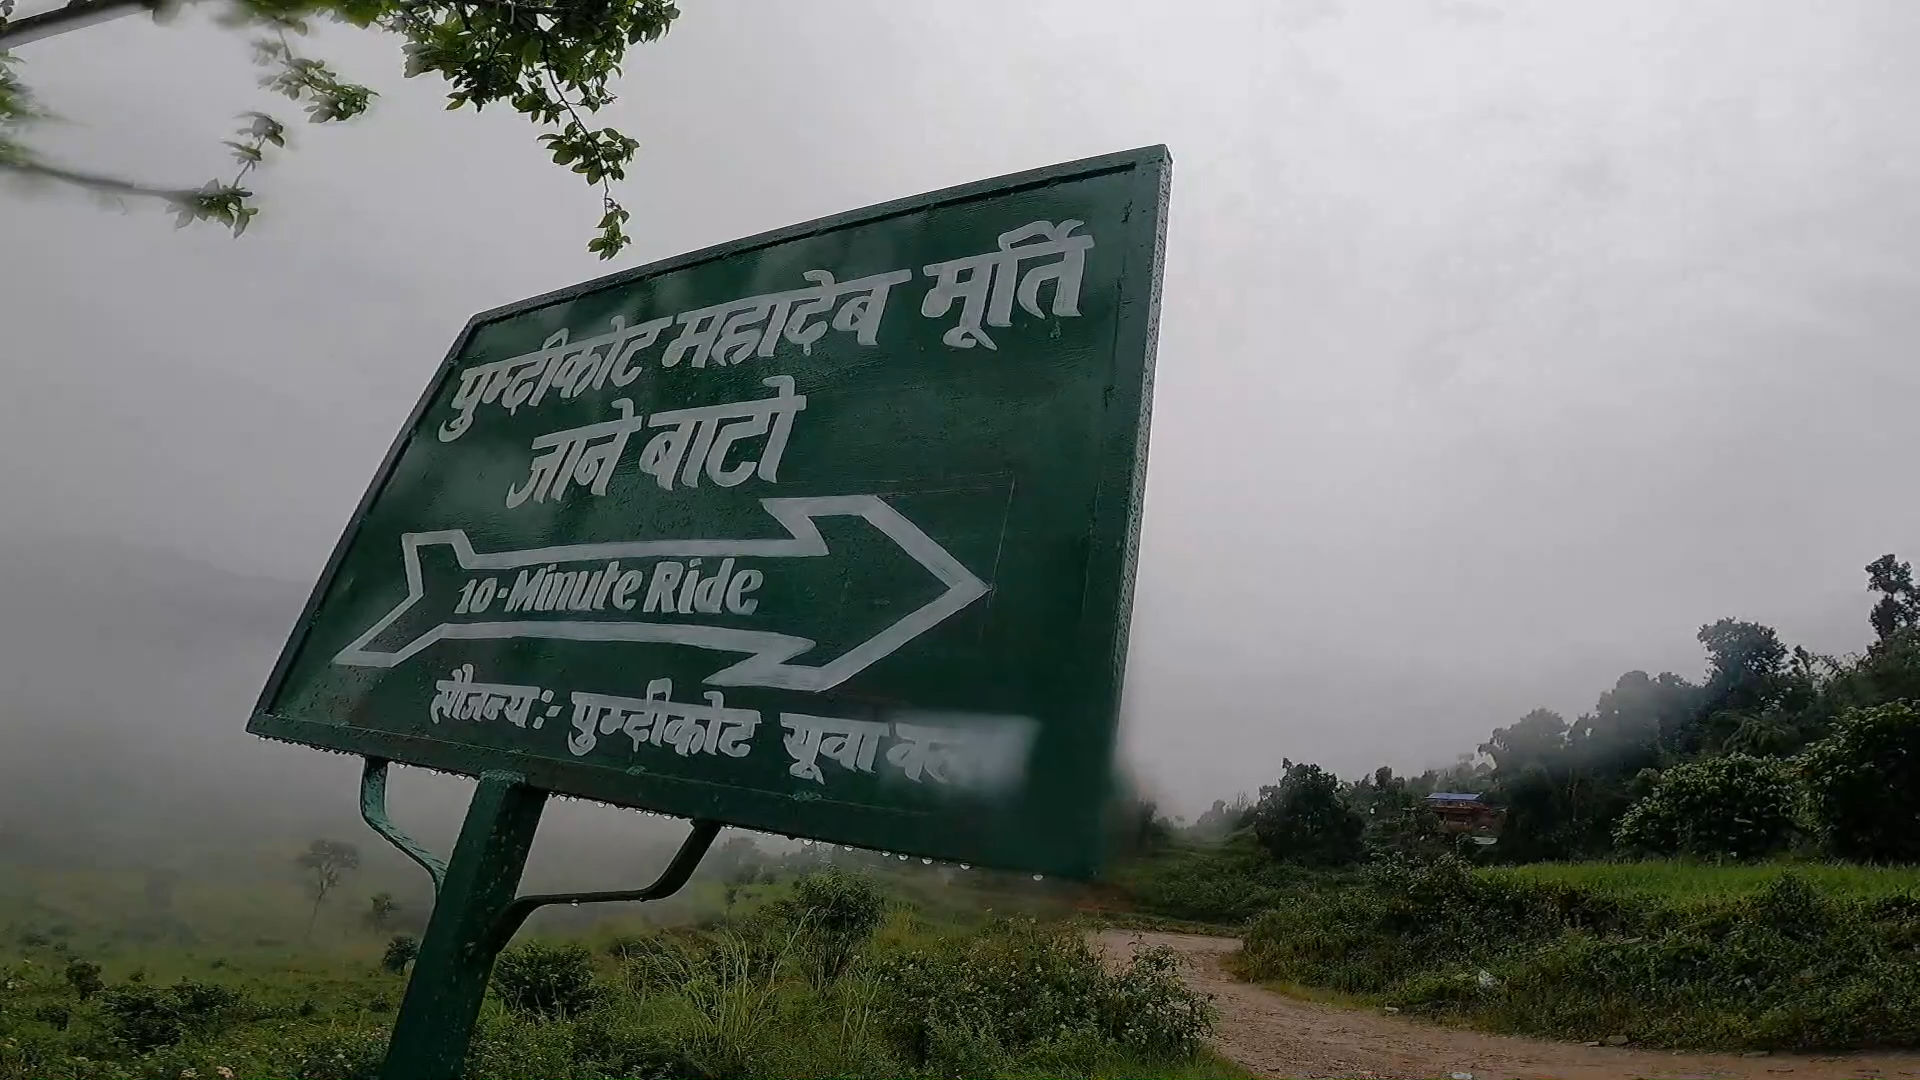 पुम्दीकोट महादेब मूर्ति
जाने बाटो
10-Minute Ride
सौजन्य:- पुम्दीकोट यूवा